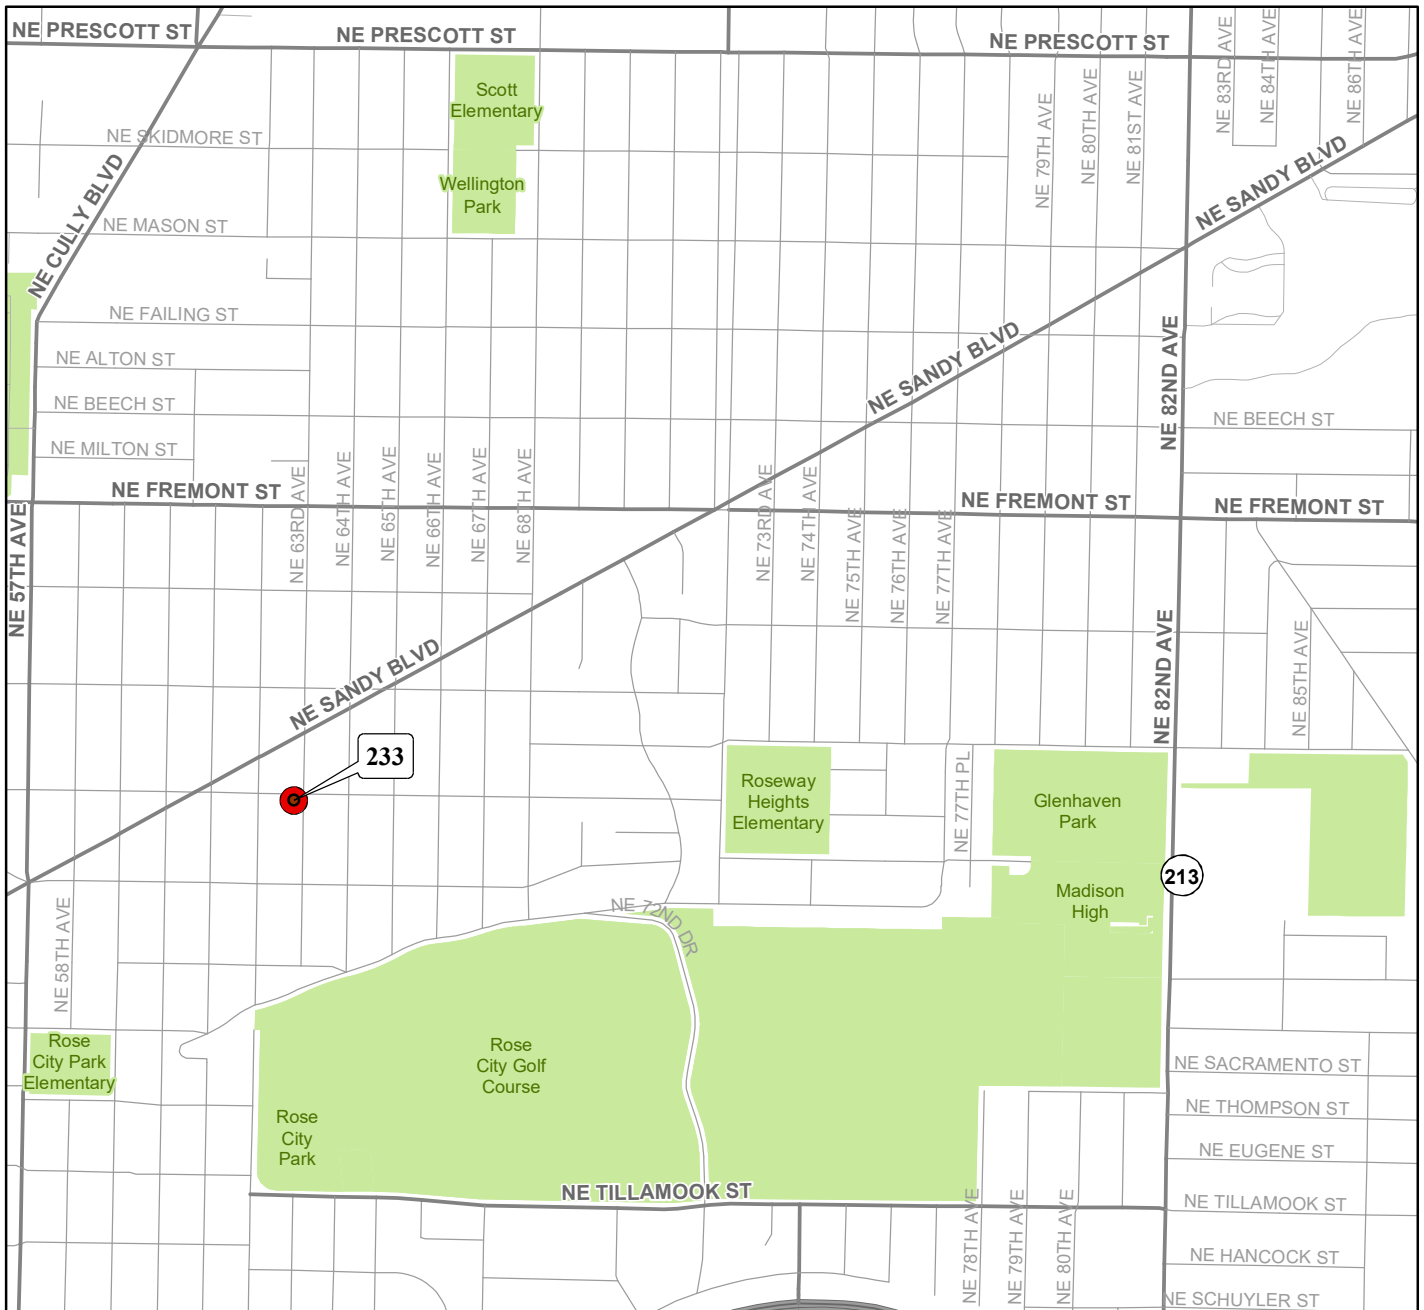 NE PRESCOTT ST
NE PRESCOTT ST
NE PRESCOTT ST
NE 83RD AVE
NE 84TH AVE
NE 86TH AVE
Scott
Elementary
NE 79TH AVE
NE 80TH AVE
NE 81ST AVE
NE SKIDMORE ST
NE CULLY BLVD
Wellington
Park
NE SANDY BLVD
NE MASON ST
NE FAILING ST
NE ALTON ST
NE SANDY BLVD
NE 82ND AVE
NE BEECH ST
NE BEECH ST
NE MILTON ST
NE FREMONT ST
NE 63RD AVE
NE 64TH AVE
NE 65TH AVE
NE 66TH AVE
NE 67TH AVE
NE 68TH AVE
NE 73RD AVE
NE 74TH AVE
NE 75TH AVE
NE 76TH AVE
NE 77TH AVE
NE FREMONT ST
NE FREMONT ST
NE 57TH AVE
NE SANDY BLVD
NE 82ND AVE
NE 85TH AVE
233
Roseway
Heights
Elementary
NE 77TH PL
Glenhaven
Park
213
Madison
High
NE 58TH AVE
NE 72ND DR
Rose
City Park
Elementary
Rose
City Golf
Course
NE SACRAMENTO ST
NE THOMPSON ST
Rose
City
Park
NE EUGENE ST
NE TILLAMOOK ST
NE TILLAMOOK ST
NE 78TH AVE
NE 79TH AVE
NE 80TH AVE
NE HANCOCK ST
NE SCHUYLER ST